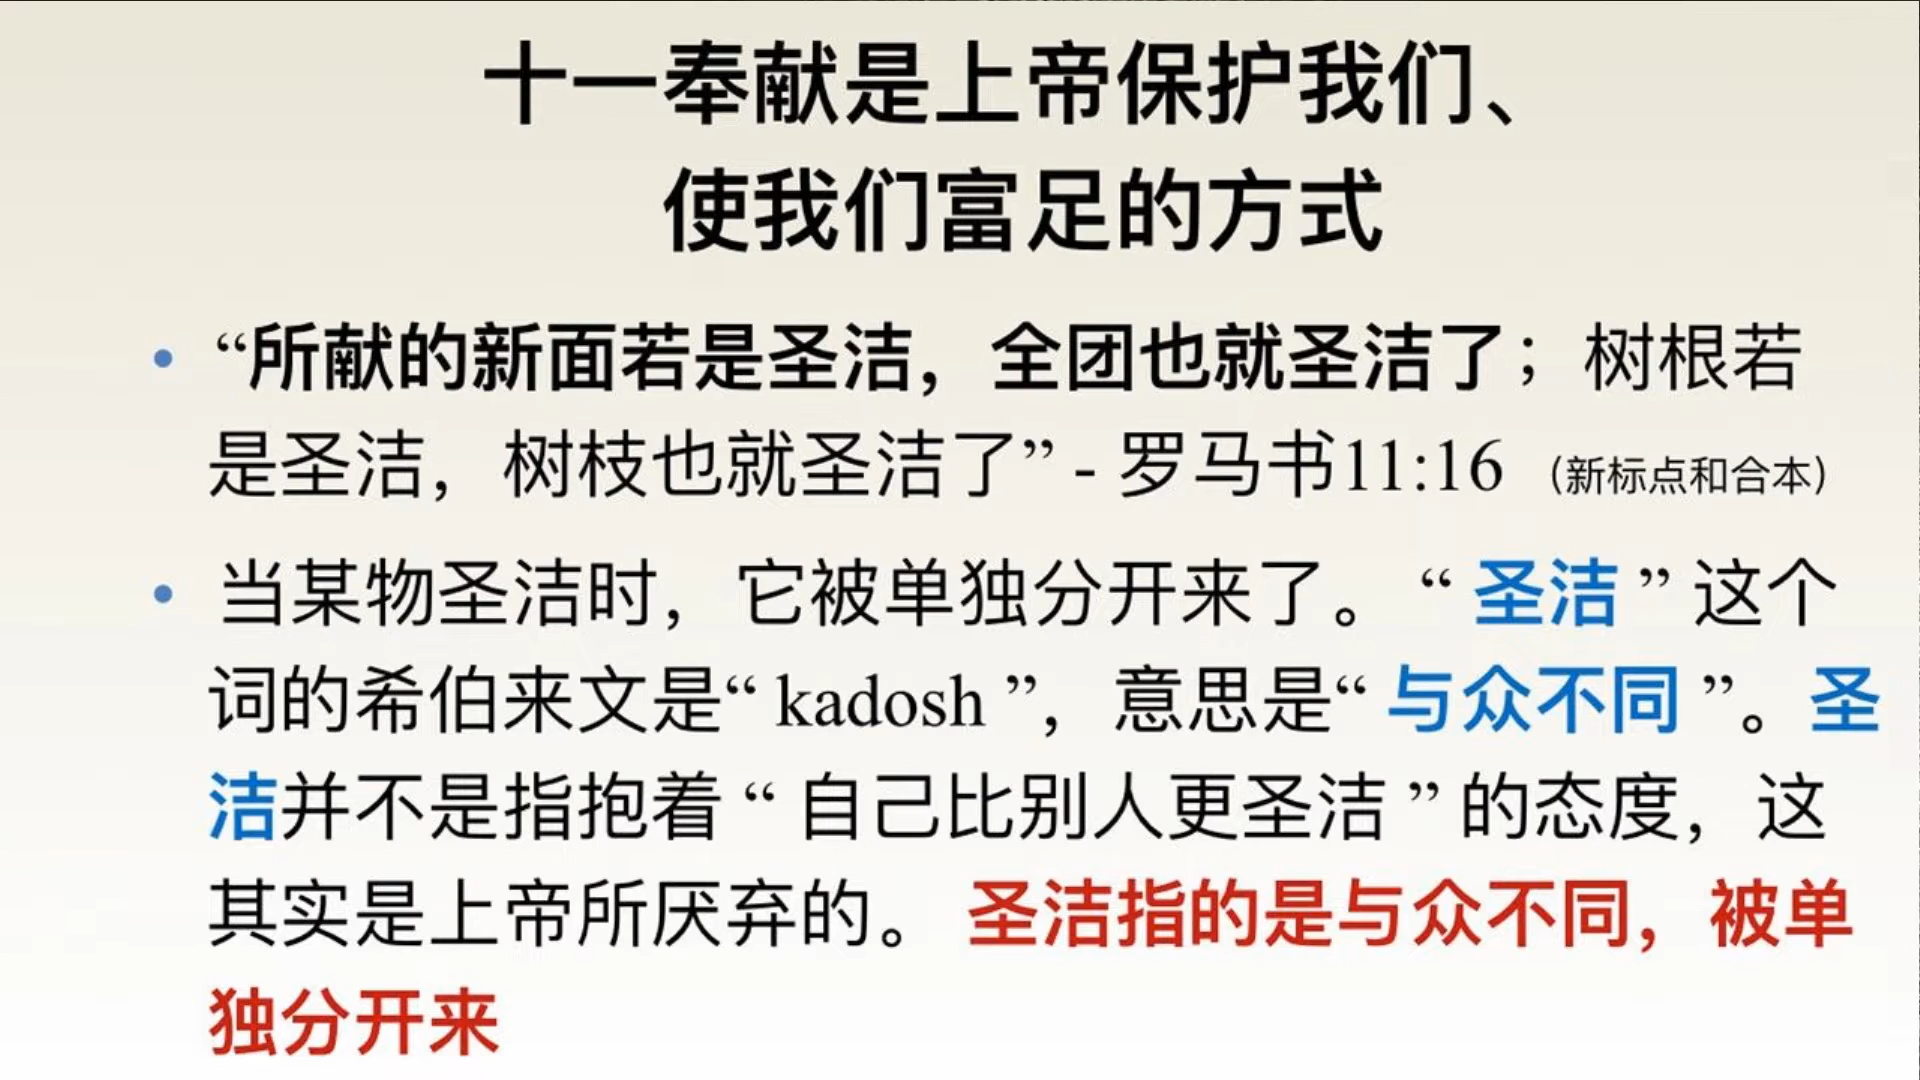 十一奉献是上帝保护我们、
使我们富足的方式
• “所献的新面若是圣洁，全团也就圣洁了；树根若
是圣洁，树枝也就圣洁了” - 罗马书11:16 （新标点和合本）
• 当某物圣洁时，它被单独分开来了。“ 圣洁 ” 这个
词的希伯来文是“ kadosh ”，意思是“ 与众不同 ”。圣
洁并不是指抱着 “ 自己比别人更圣洁 ” 的态度，这
其实是上帝所厌弃的。 圣洁指的是与众不同，被单
独分开来